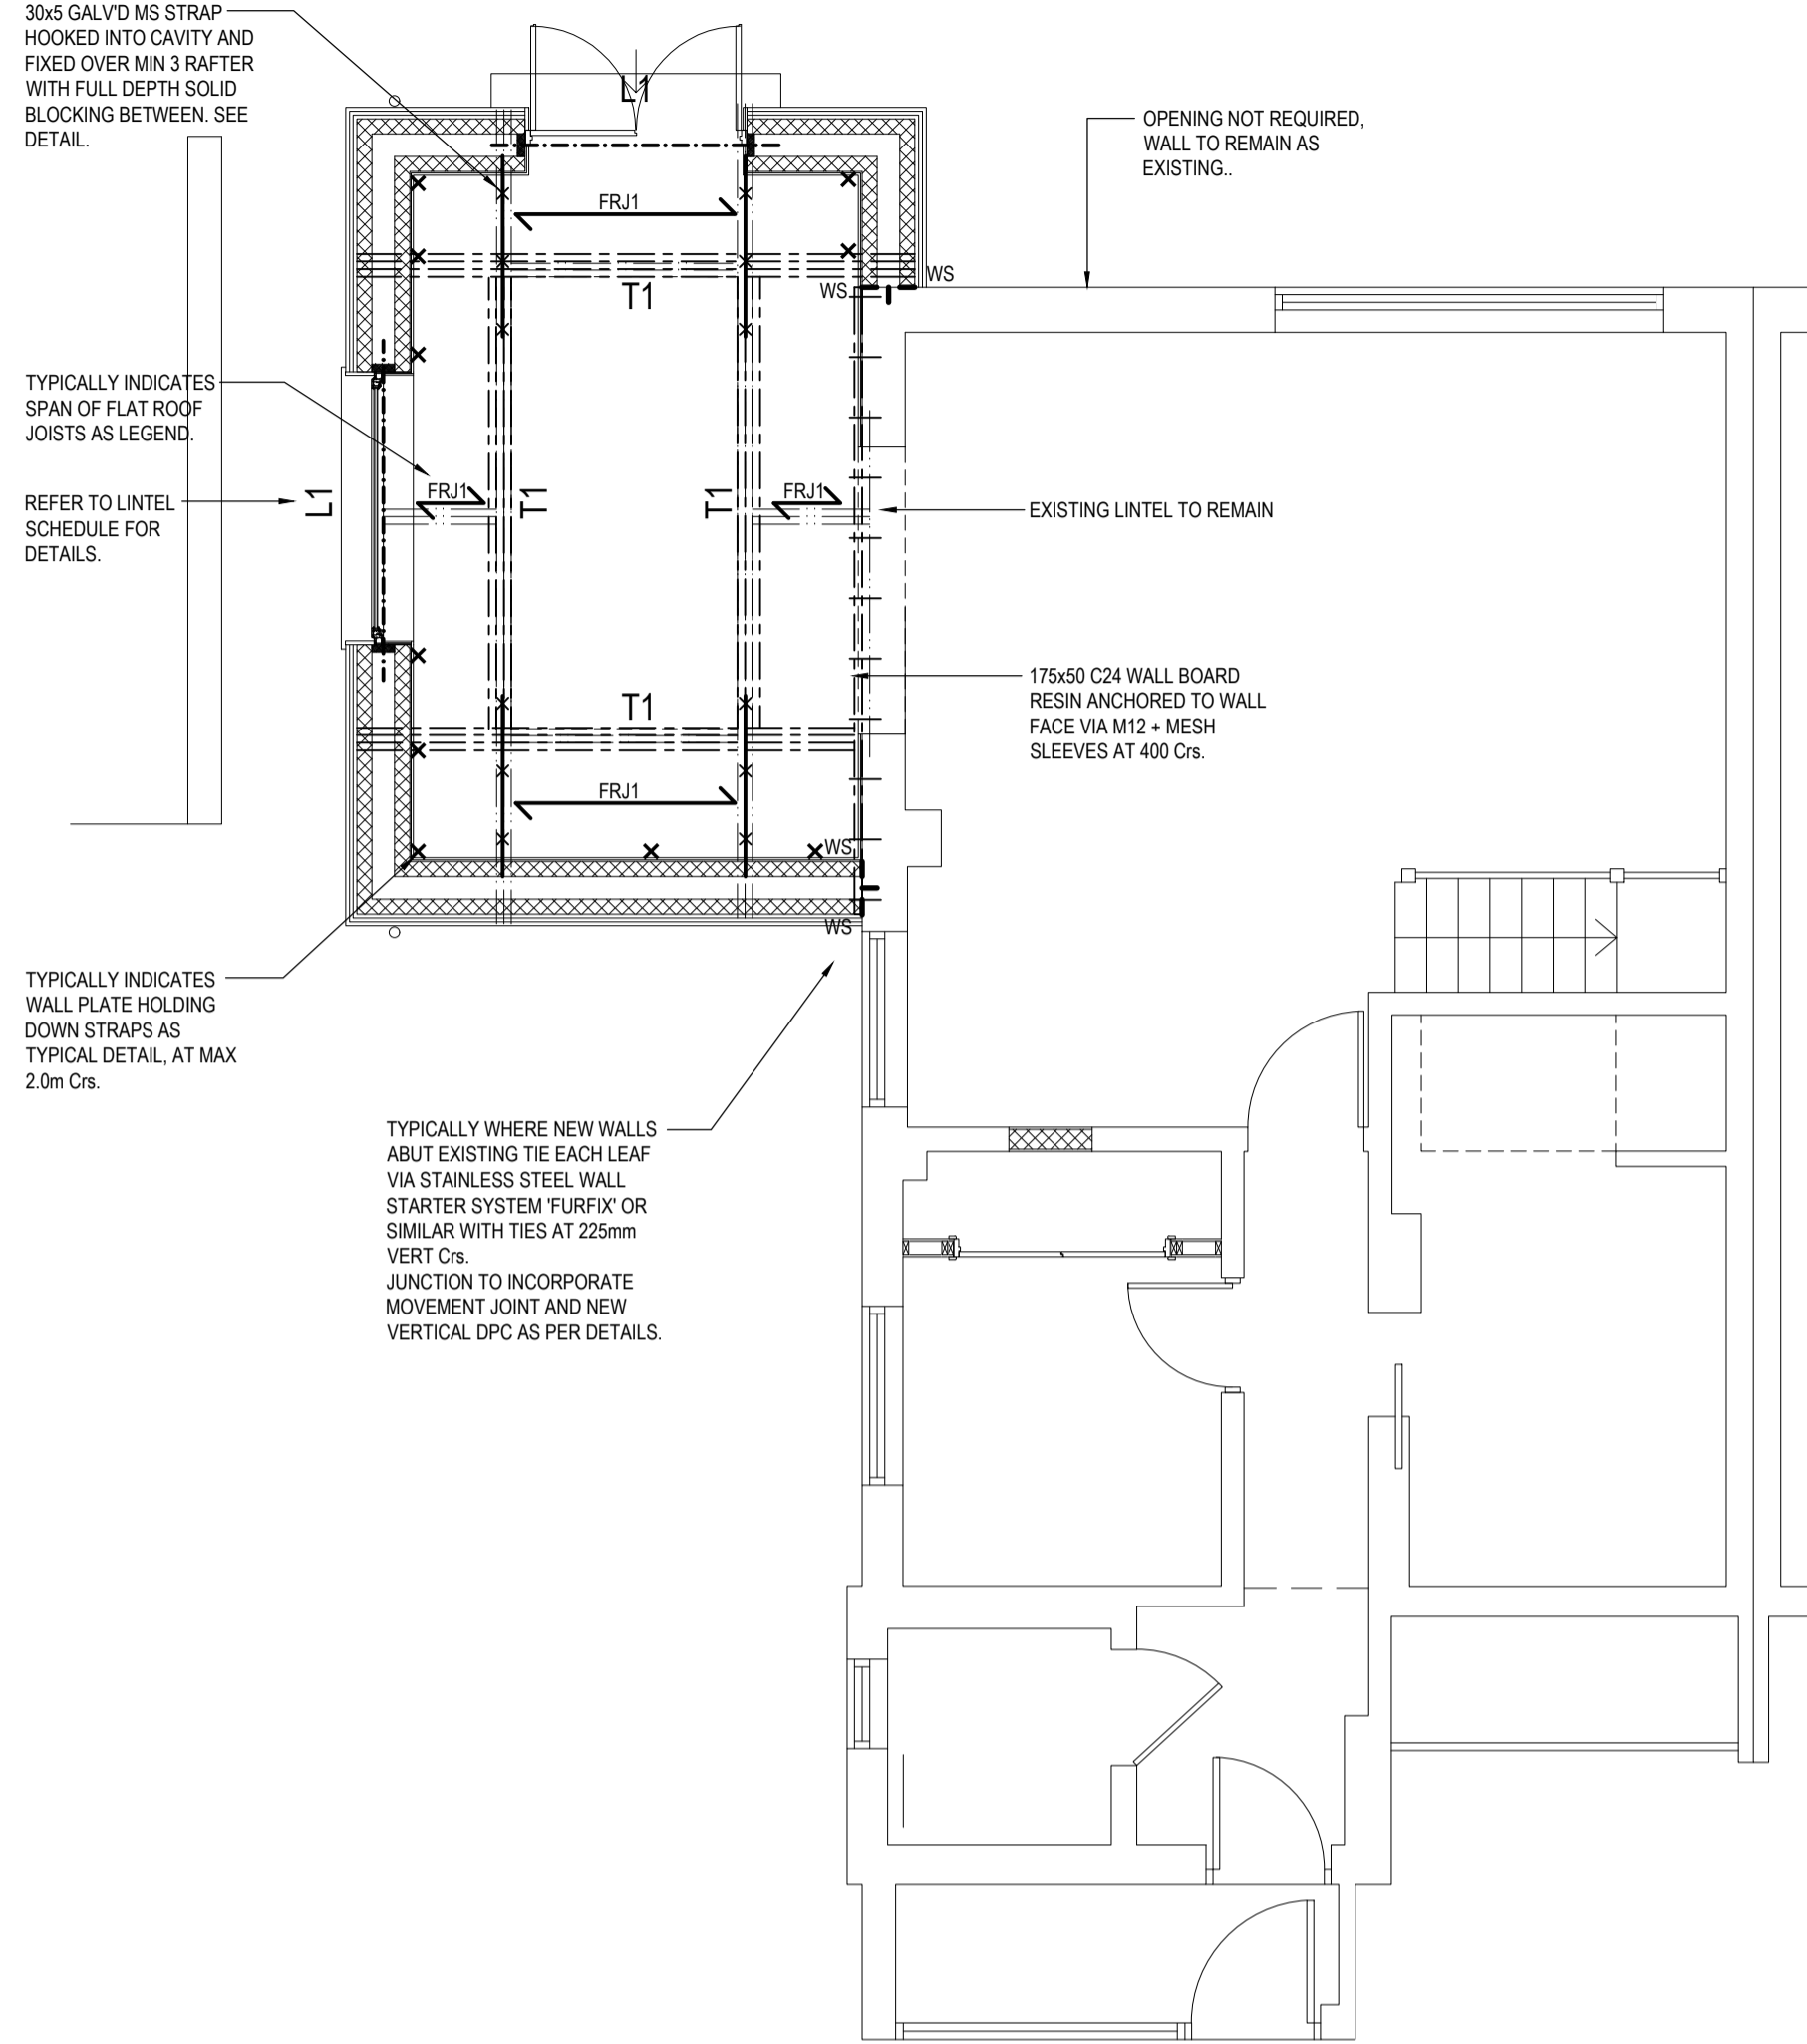 30x5 GALV'D MS STRAP
HOOKED INTO CAVITY AND
FIXED OVER MIN 3 RAFTER
WITH FULL DEPTH SOLID
BLOCKING BETWEEN. SEE
DETAIL.
L1
OPENING NOT REQUIRED,
WALL TO REMAIN AS
EXISTING..
FRJ1
WS
WS
T1
TYPICALLY INDICATES
SPAN OF FLAT ROOF
JOISTS AS LEGEND.
REFER TO LINTEL
SCHEDULE FOR
DETAILS.
L1
FRJ1
T1
T1
FRJ1
EXISTING LINTEL TO REMAIN
175x50 C24 WALL BOARD
RESIN ANCHORED TO WALL
FACE VIA M12 + MESH
SLEEVES AT 400 Crs.
T1
FRJ1
WS
WS
TYPICALLY INDICATES
WALL PLATE HOLDING
DOWN STRAPS AS
TYPICAL DETAIL, AT MAX
2.0m Crs.
TYPICALLY WHERE NEW WALLS
ABUT EXISTING TIE EACH LEAF
VIA STAINLESS STEEL WALL
STARTER SYSTEM 'FURFIX' OR
SIMILAR WITH TIES AT 225mm
VERT Crs.
JUNCTION TO INCORPORATE
MOVEMENT JOINT AND NEW
VERTICAL DPC AS PER DETAILS.